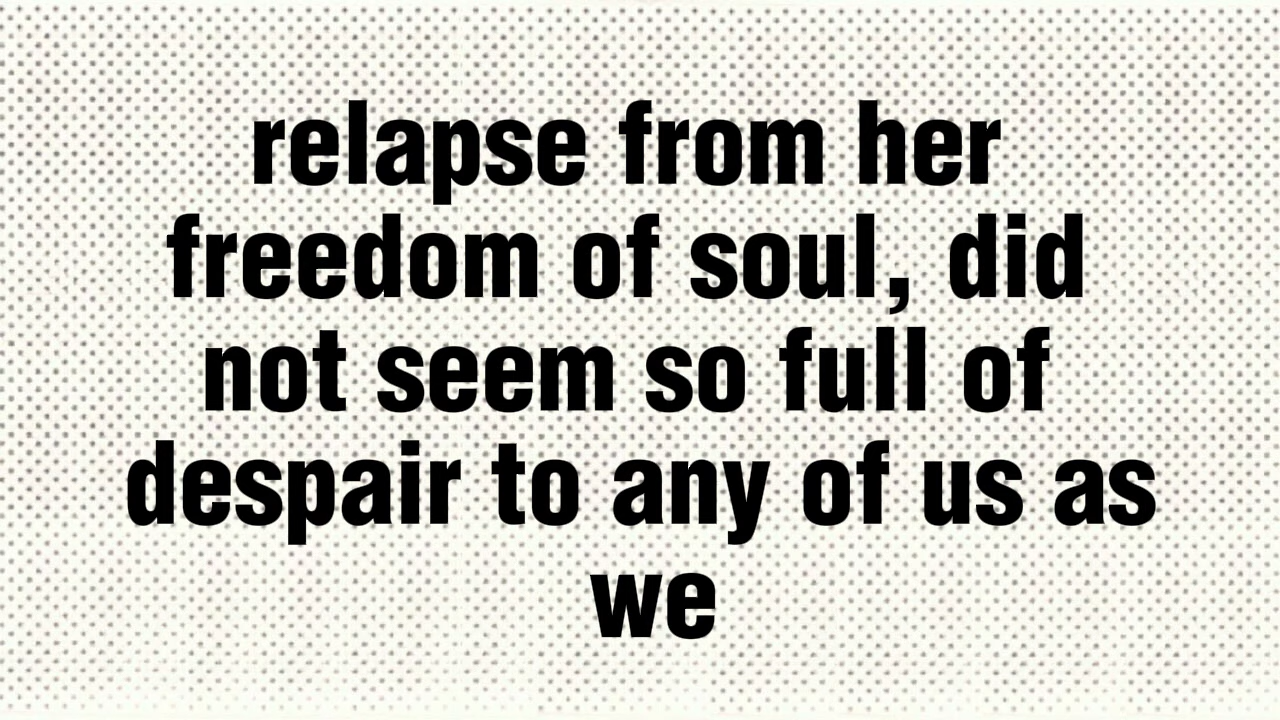 relapse from her
freedom of soul, did
not seem so full of
despair to any of us as
we